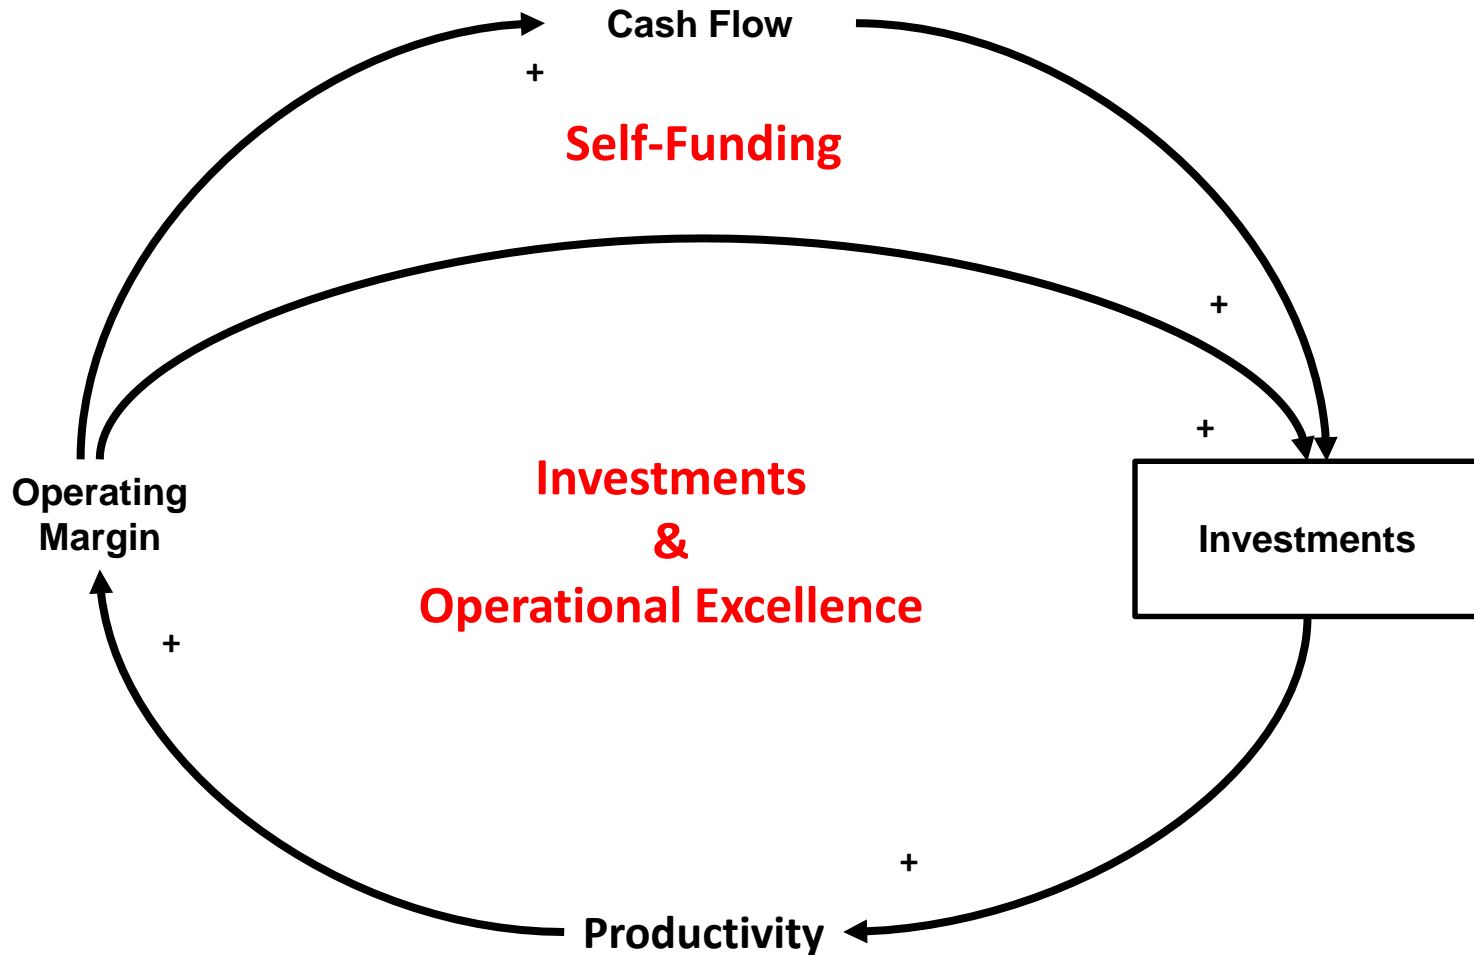 Cash Flow
+
Self-Funding
+
+
Investments
&
Operational Excellence
Operating
Margin
Investments
+
+
Productivity